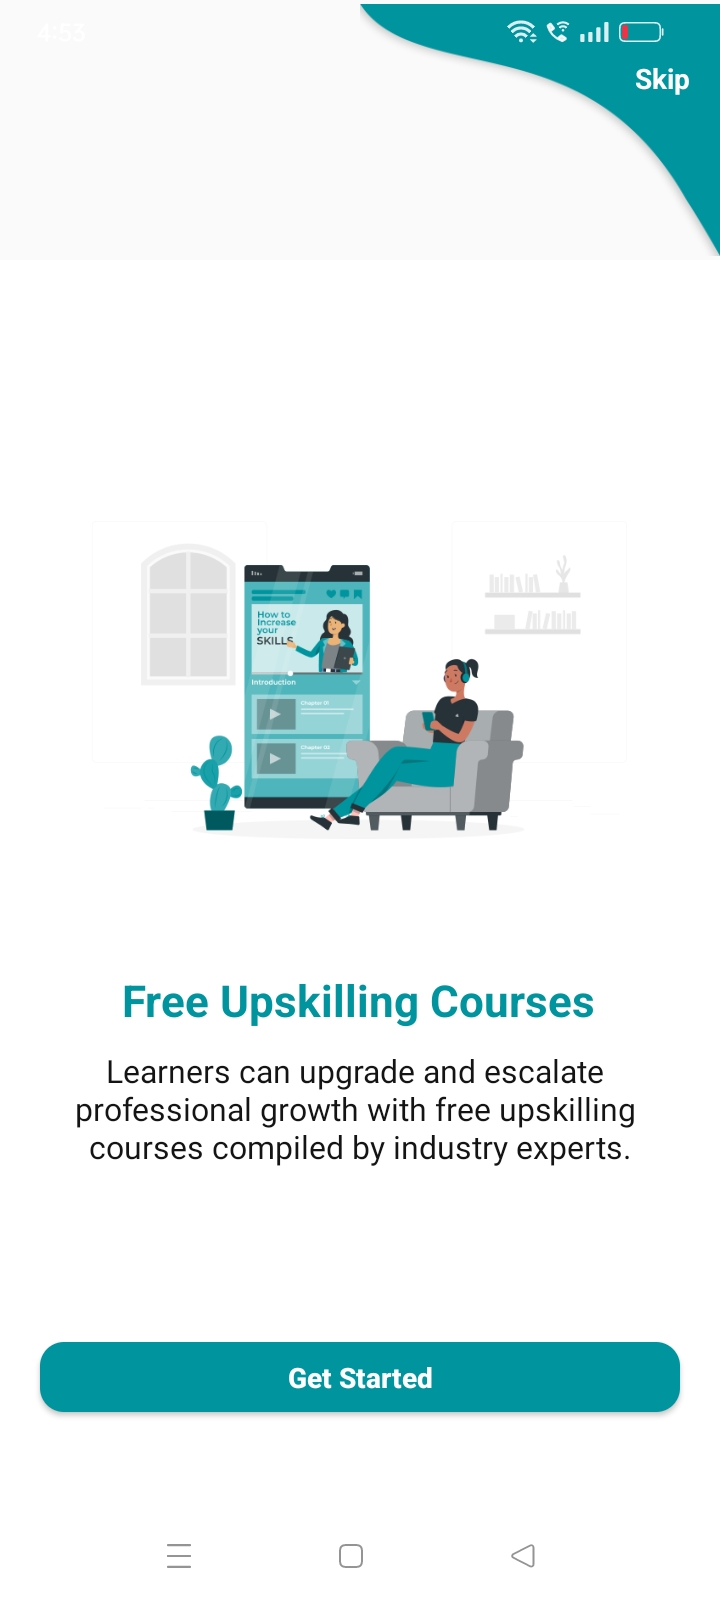 4:53
Skip
How to
Increase
your
SKILLS
Introduction
Chapter 01
Chapter 02
Free Upskilling Courses
Learners can upgrade and escalate
professional growth with free upskilling
courses compiled by industry experts.
Get Started